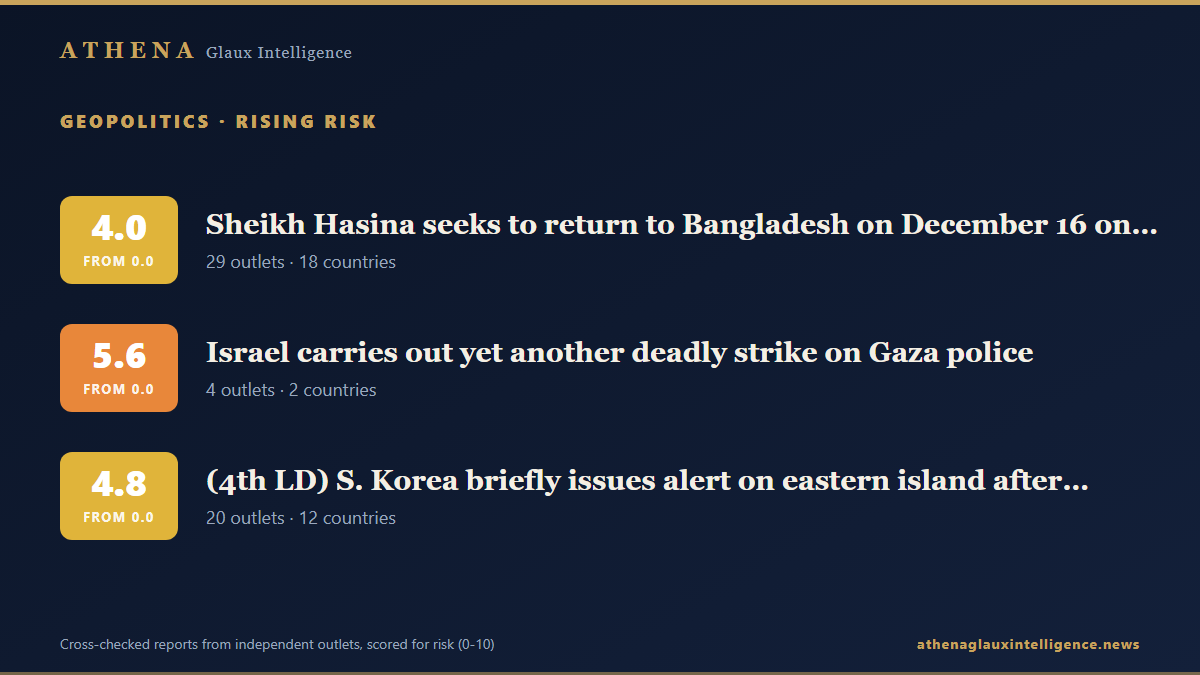 ATHENA Glaux Intelligence
GEOPOLITICS · RISING RISK
4.0
FROM 0.0
Sheikh Hasina seeks to return to Bangladesh on December 16 on...
29 outlets · 18 countries
5.6
FROM 0.0
Israel carries out yet another deadly strike on Gaza police
4 outlets · 2 countries
4.8
FROM 0.0
(4th LD) S. Korea briefly issues alert on eastern island after...
20 outlets · 12 countries
Cross-checked reports from independent outlets, scored for risk (0-10)
athenaglauxintelligence.news